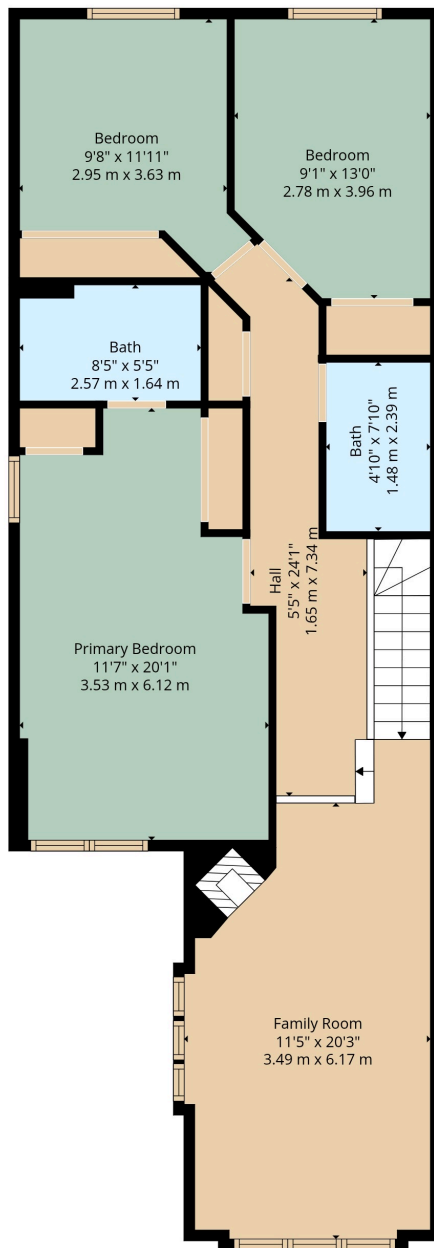 Bedroom
9'8" x 11'11"
2.95 m x 3.63 m
Bedroom
9'1" x 13'0"
2.78 m x 3.96 m
Bath
8'5" x 5'5"
2.57 m x 1.64 m
Bath
4'10" x 7'10"
1.48 m x 2.39 m
Hall
5'5" x 24'1"
1.65 m x 7.34 m
Primary Bedroom
11'7" x 20'1"
3.53 m x 6.12 m
Family Room
11'5" x 20'3"
3.49 m x 6.17 m